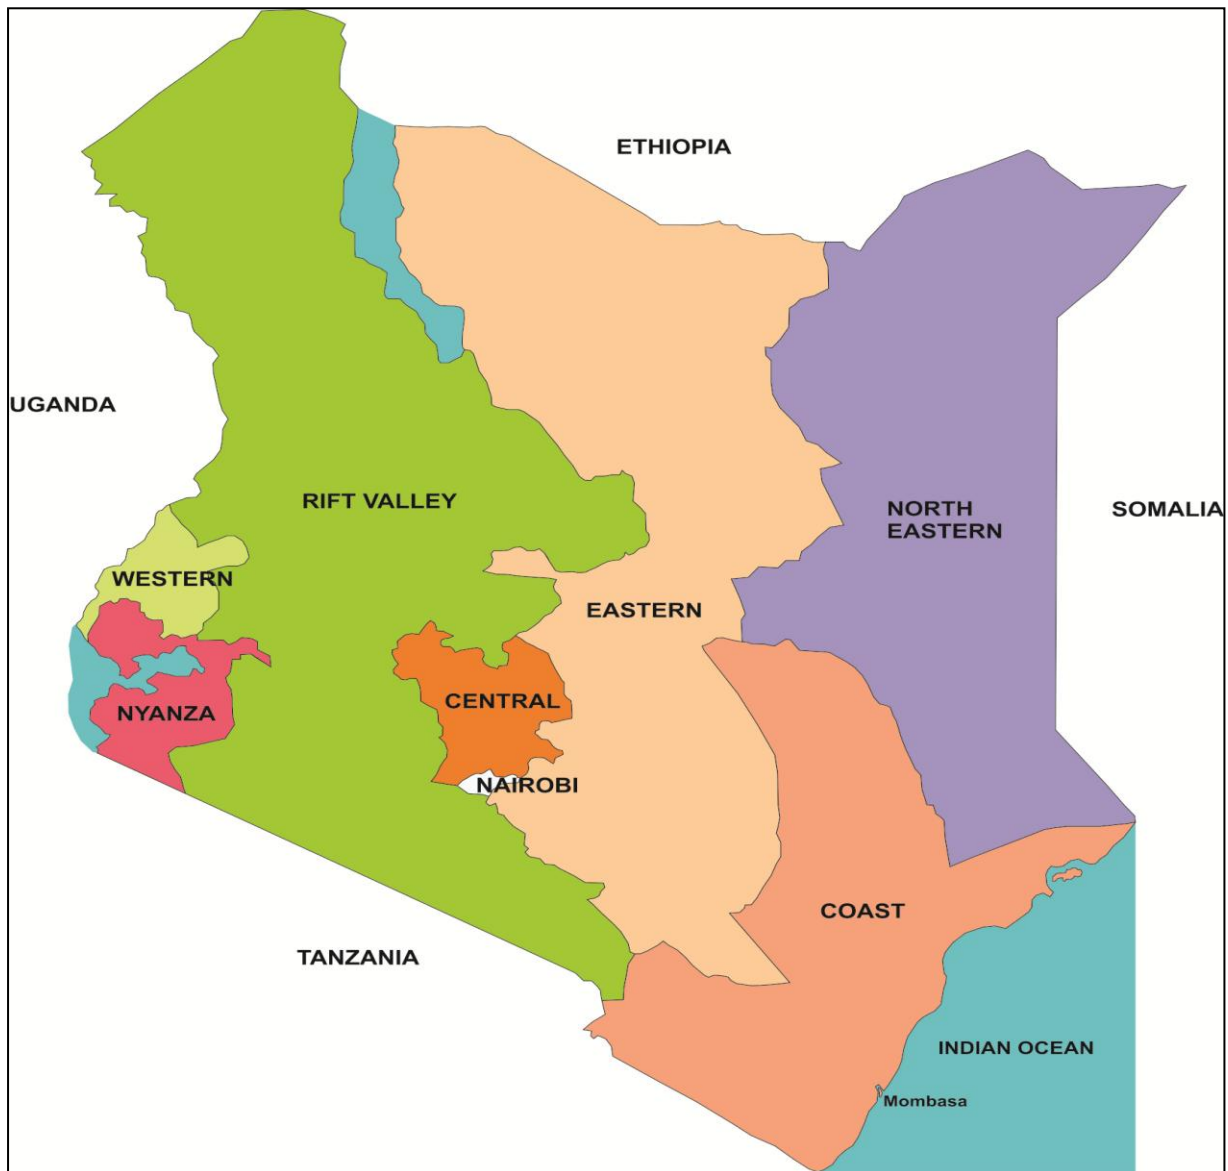 ETHIOPIA
UGANDA
RIFT VALLEY
NORTH
EASTERN
SOMALIA
WESTERN
EASTERN
CENTRAL
NYANZA
NAIROBI
COAST
TANZANIA
INDIAN OCEAN
Mombasa